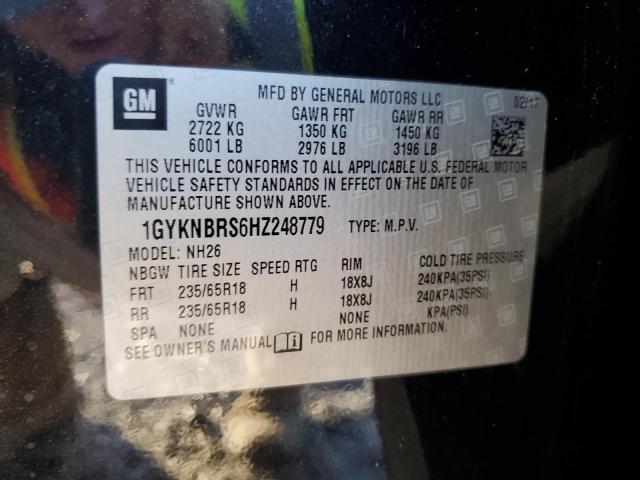 GM
MFD BY GENERAL MOTORS LLC 02/17
GVWR GAWR FRT GAWR RR
2722 KG 1350 KG 1450 KG
6001 LB 2976 LB 3196 LB
THIS VEHICLE CONFORMS TO ALL APPLICABLE U.S. FEDERAL MOTOR
VEHICLE SAFETY STANDARDS IN EFFECT ON THE DATE OF
MANUFACTURE SHOWN ABOVE.
1GYKNBRS6HZ248779 TYPE: M.P.V.
MODEL: NH26
NBGW TIRE SIZE SPEED RTG RIM COLD TIRE PRESSURE
FRT 235/65R18 H 18X8J 240KPA(35PSI)
RR 235/65R18 H 18X8J 240KPA(35PSI)
SPA NONE NONE KPA(PSI)
SEE OWNER'S MANUAL FOR MORE INFORMATION.